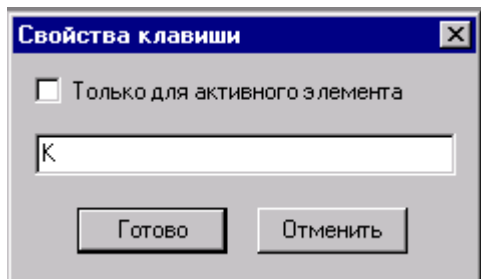 Свойства клавиши
Только для активного элемента
К
Готово
Отменить